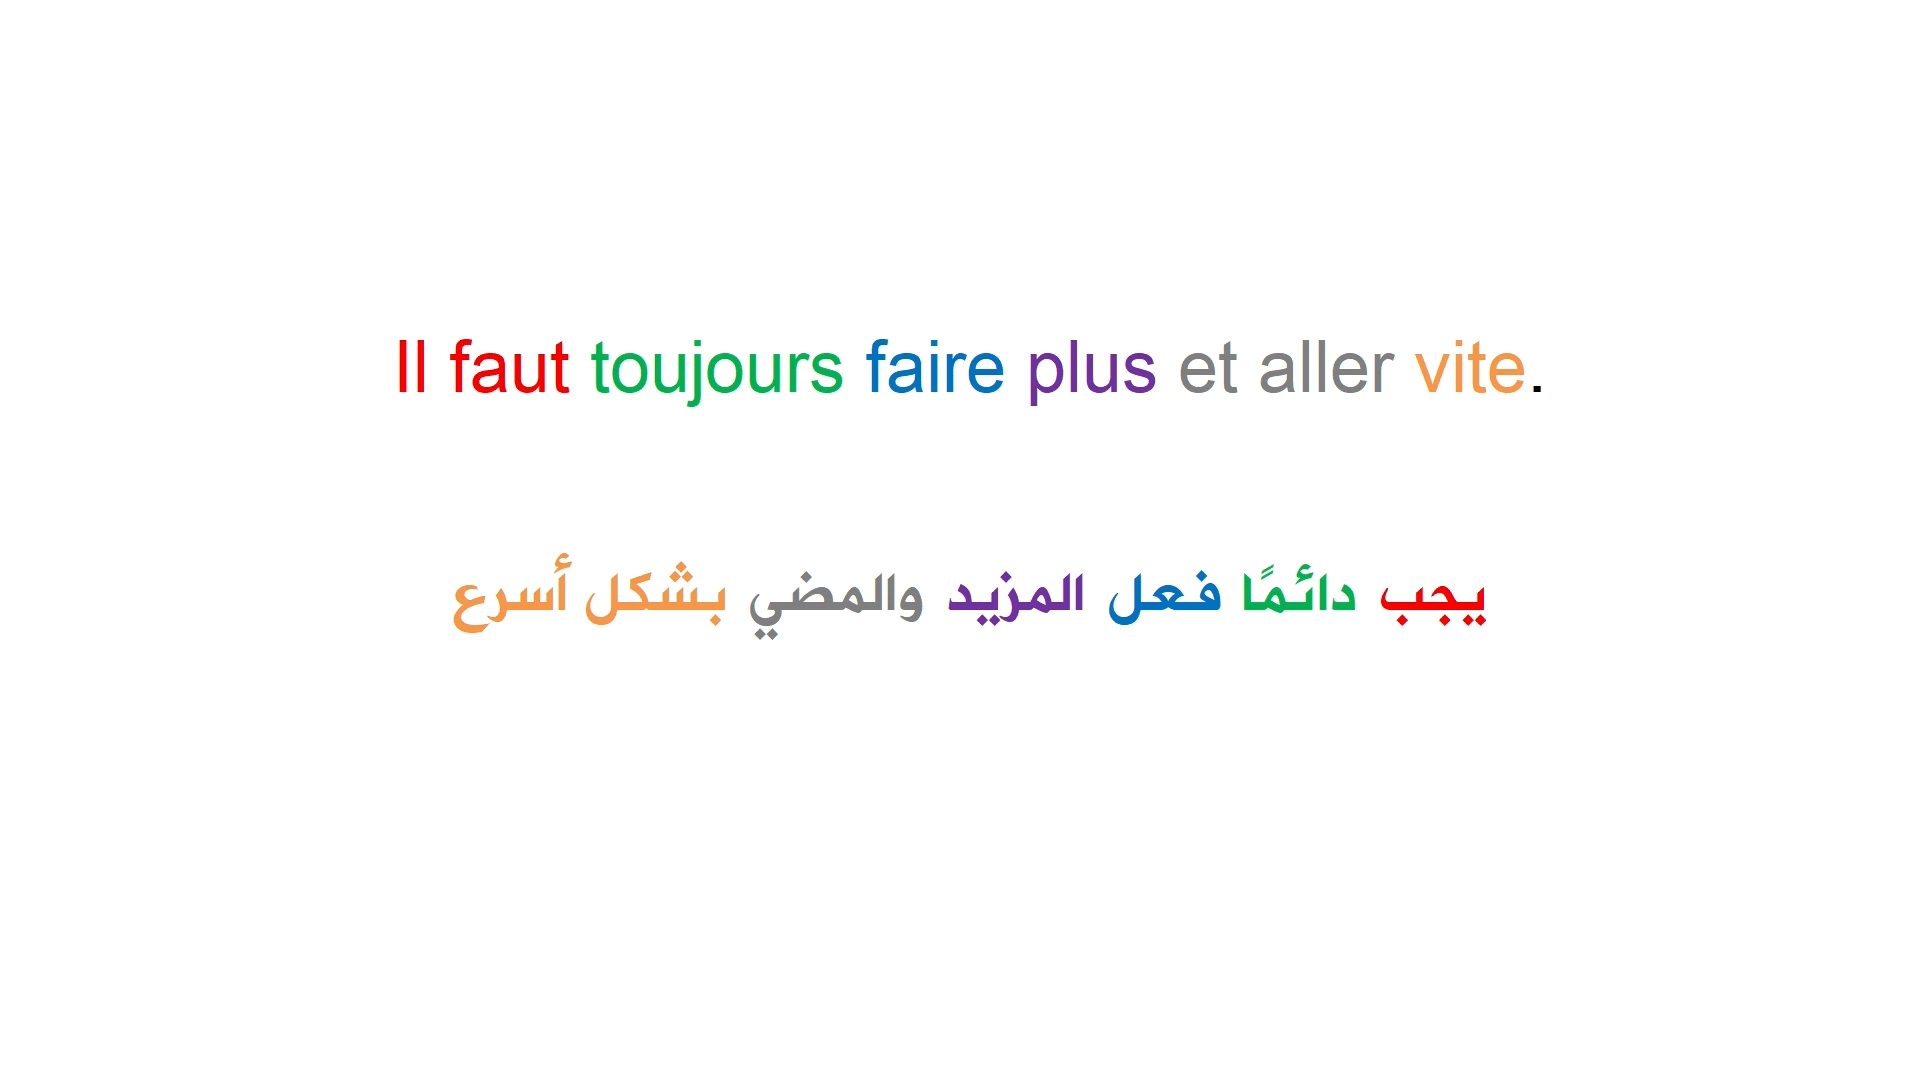 Il faut toujours faire plus et aller vite.
يجب دائمًا فعل المزيد والمضي بشكل أسرع